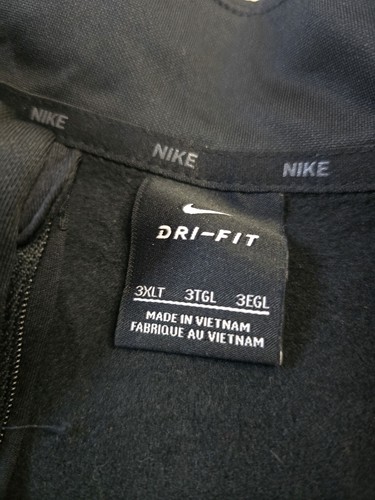 NIKE NIKE NIKE
DRI-FIT
3XLT 3TGL 3EGL
MADE IN VIETNAM
FABRIQUE AU VIETNAM